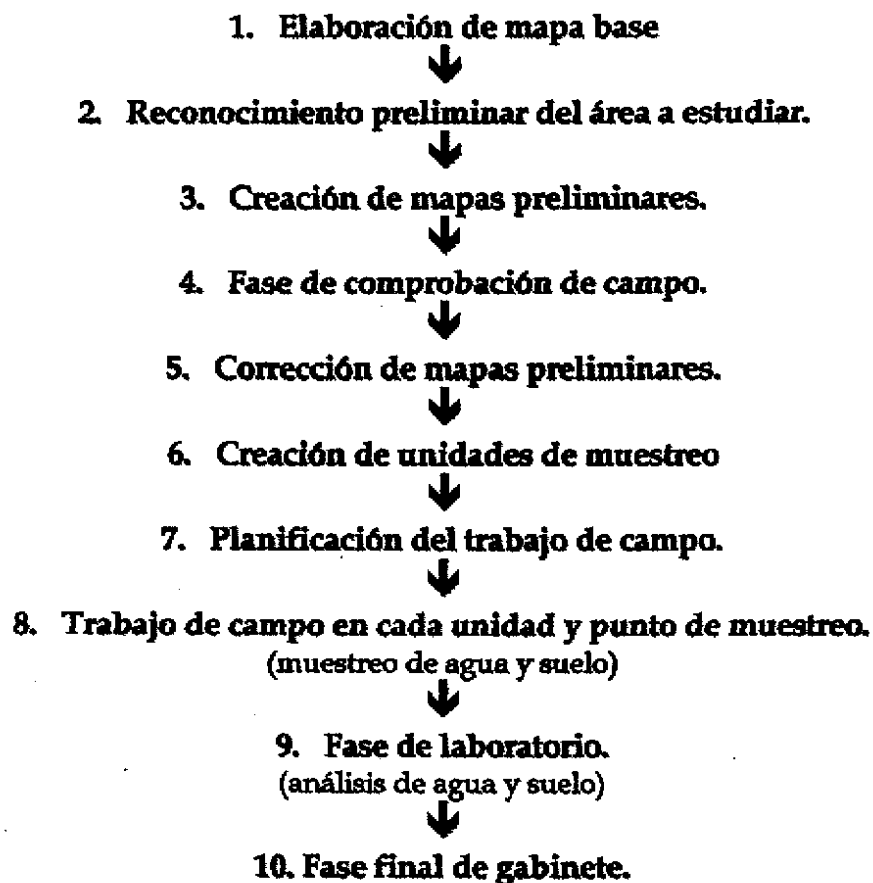 1. Elaboración de mapa base
2. Reconocimiento preliminar del área a estudiar.
3. Creación de mapas preliminares.
4. Fase de comprobación de campo.
5. Corrección de mapas preliminares.
6. Creación de unidades de muestreo
7. Planificación del trabajo de campo.
8. Trabajo de campo en cada unidad y punto de muestreo.
(muestreo de agua y suelo)
9. Fase de laboratorio.
(análisis de agua y suelo)
10. Fase final de gabinete.